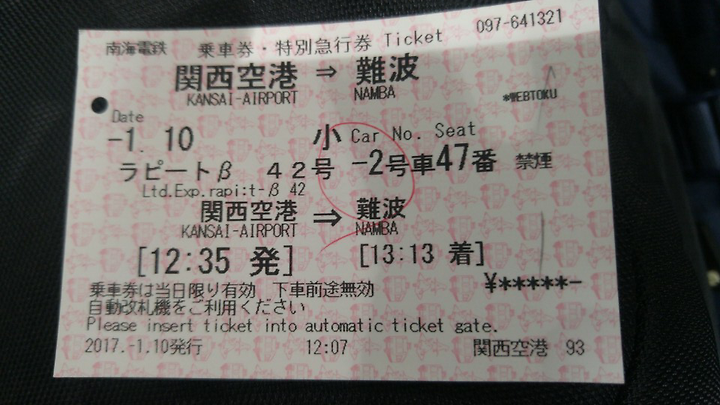 097-641321
南海電鉄 乗車券・特別急行券 Ticket
関西空港 ⇒ 難波
KANSAI-AIRPORT NAMBA *WEBTOKU
Date
-1.10 小 Car No. Seat
ラピートβ 42号 -2号車47番 禁煙
Ltd.Exp.rapi:t-β 42
関西空港 ⇒ 難波
KANSAI-AIRPORT NAMBA
[12:35 発] [13:13 着]
¥*****-
乗車券は当日限り有効 下車前途無効
自動改札機をご利用ください
Please insert ticket into automatic ticket gate.
2017.-1.10発行 12:07 関西空港 93